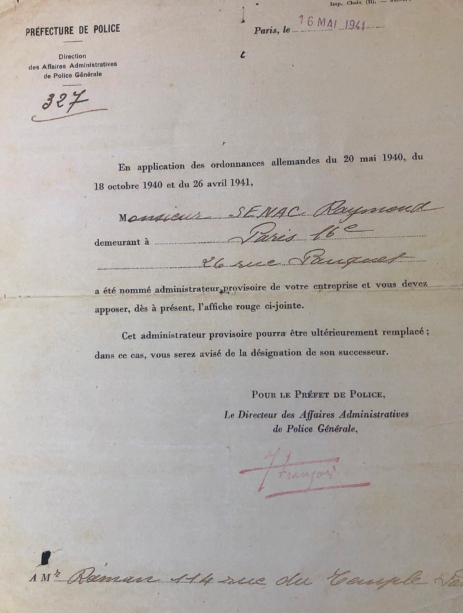 Imp. Chaix (B).
PRÉFECTURE DE POLICE
Paris, le 16 MAI 1941
Direction
des Affaires Administratives
de Police Générale
327
En application des ordonnances allemandes du 20 mai 1940, du
18 octobre 1940 et du 26 avril 1941,
Monsieur SENAC Raymond
demeurant à Paris 16e
26 rue
a été nommé administrateur provisoire de votre entreprise et vous devez
apposer, dès à présent, l'affiche rouge ci-jointe.
Cet administrateur provisoire pourra être ultérieurement remplacé ;
dans ce cas, vous serez avisé de la désignation de son successeur.
POUR LE PRÉFET DE POLICE,
Le Directeur des Affaires Administratives
de Police Générale,
François
A Mr Raman 114 rue du Temple